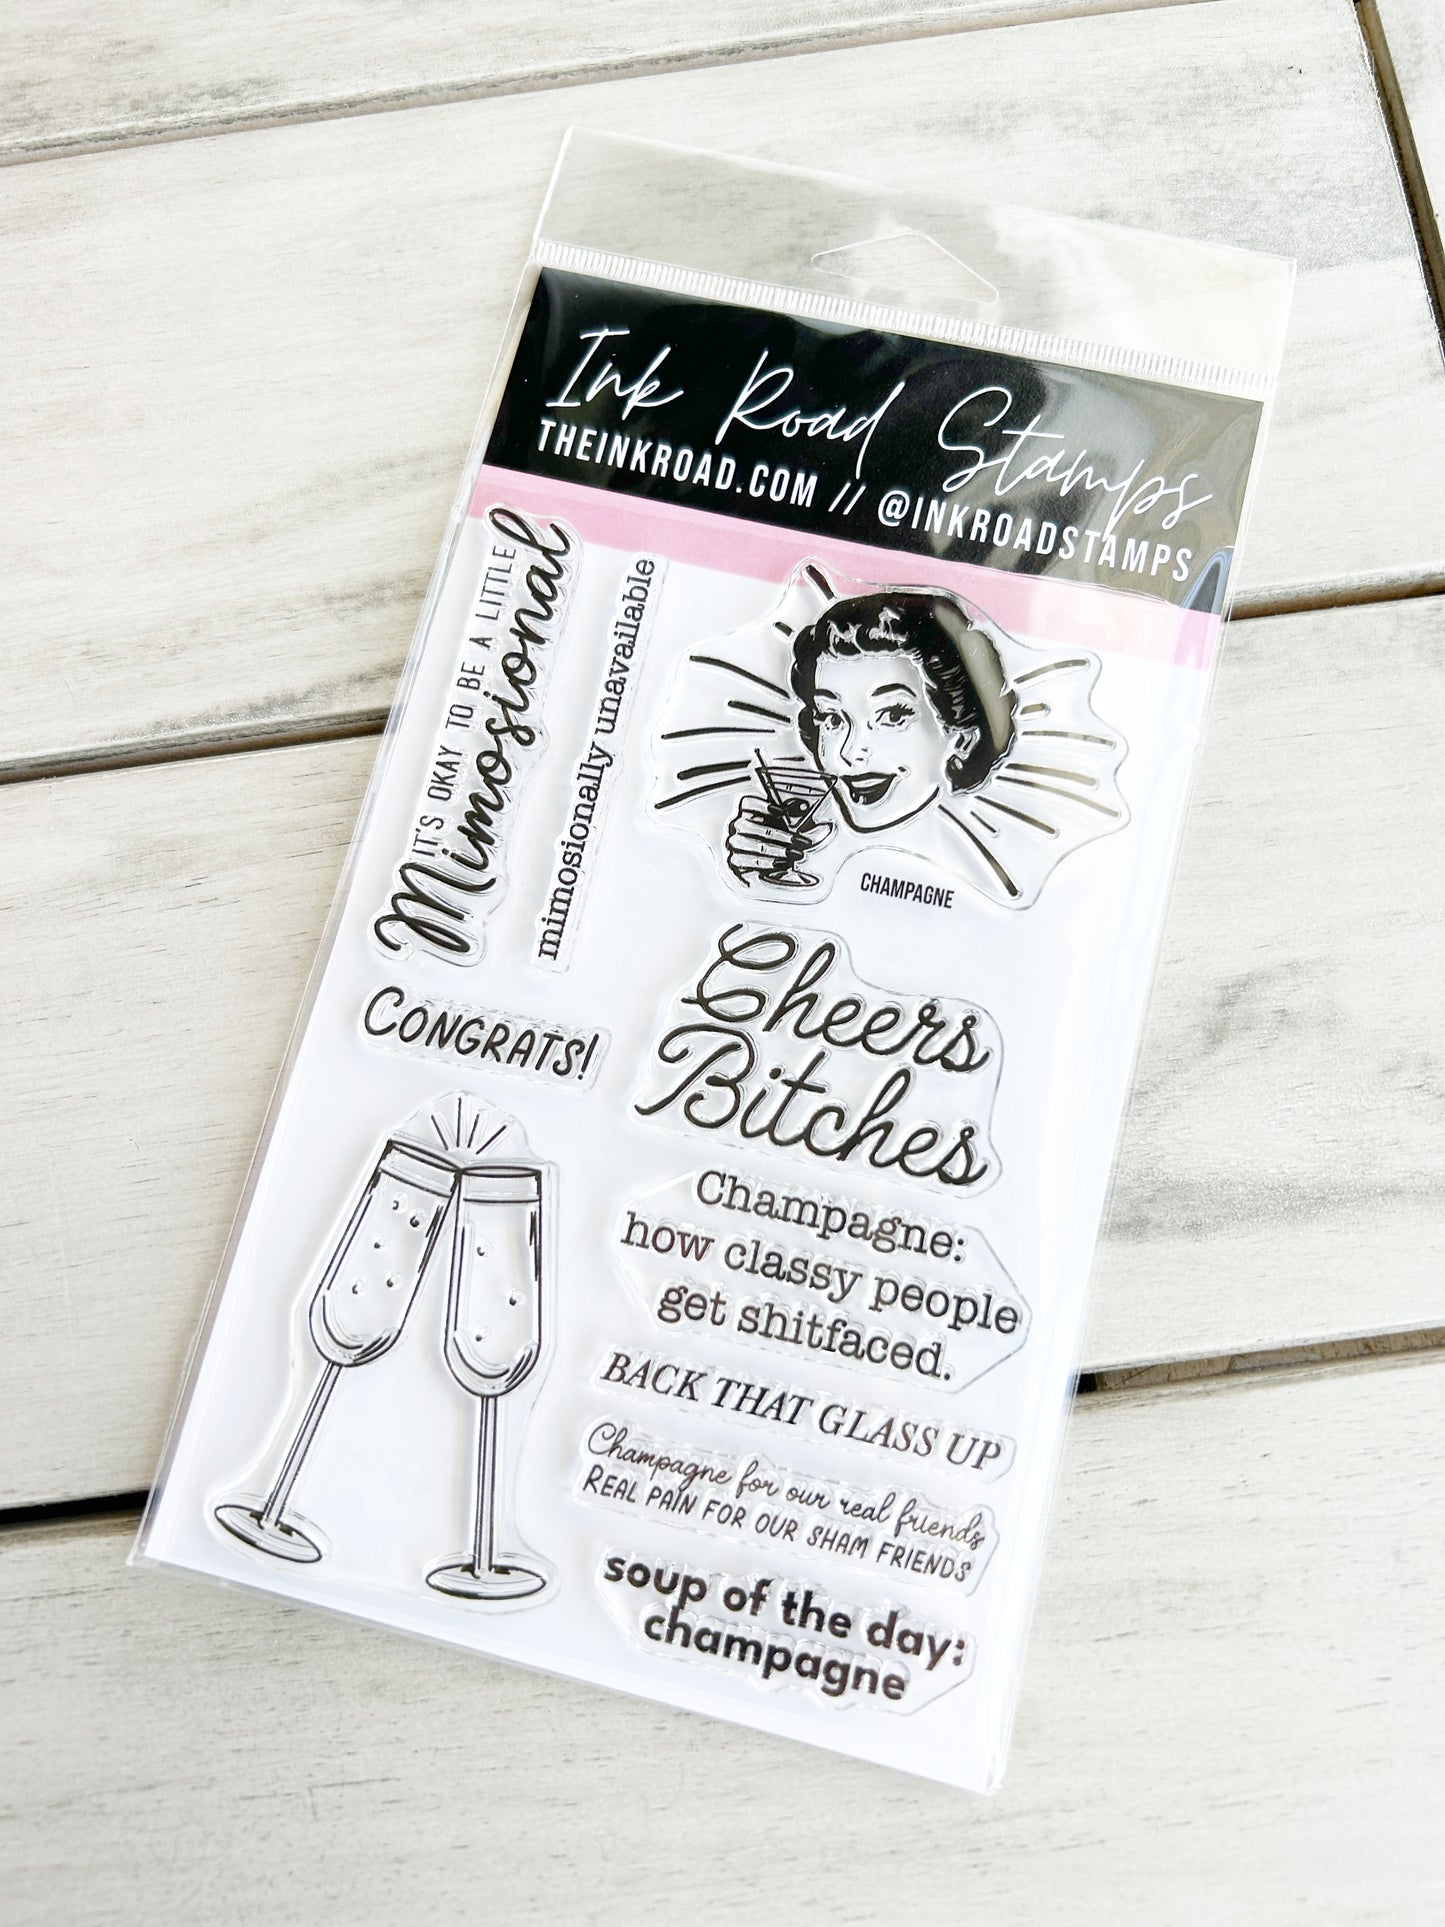 Ink Road Stamps
THEINKROAD.COM // @INKROADSTAMPS
IT'S OKAY TO BE A LITTLE
Mimosional
mimosionally unavailable
CHAMPAGNE
CONGRATS!
Cheers
Bitches
Champagne:
how classy people
get shitfaced.
BACK THAT GLASS UP
Champagne for our real friends
REAL PAIN FOR OUR SHAM FRIENDS
soup of the day:
champagne